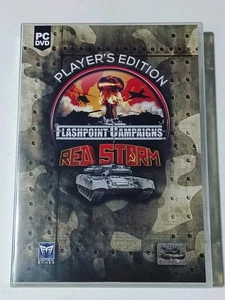 PC
DVD
PLAYER'S EDITION
FLASHPOINT CAMPAIGNS
RED STORM